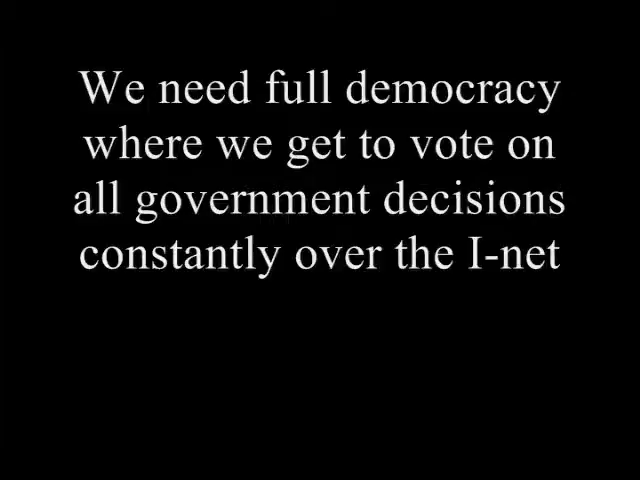 We need full democracy
where we get to vote on
all government decisions
constantly over the I-net